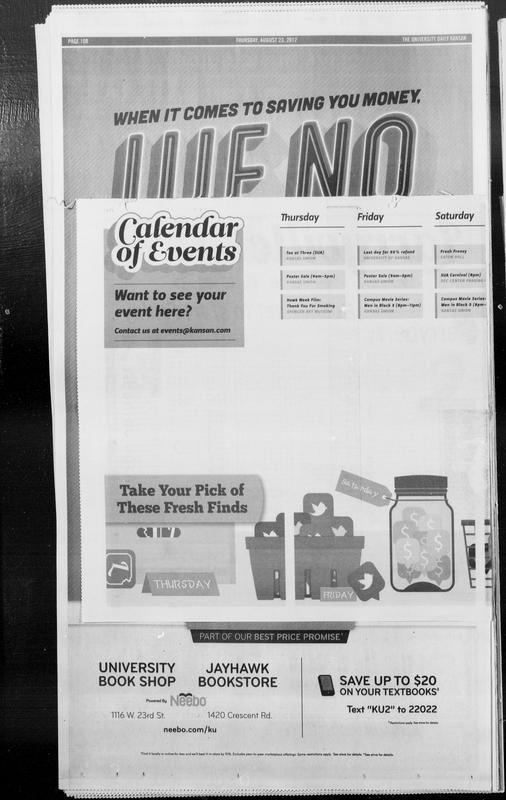 PAGE 10B
THURSDAY, AUGUST 23, 2012
THE UNIVERSITY DAILY KANSAN
WHEN IT COMES TO SAVING YOU MONEY,
Calendar
of Events
Want to see your
event here?
Contact us at events@kansan.com
Thursday
Tea at Three (SUA)
KANSAS UNION
Poster Sale (9am-5pm)
KANSAS UNION
Hawk Week Film:
Thank You For Smoking
SPENCER ART MUSEUM
Friday
Last day for 90% refund
UNIVERSITY OF KANSAS
Poster Sale (9am-5pm)
KANSAS UNION
Campus Movie Series:
Men in Black 3 (8pm-11pm)
KANSAS UNION
Saturday
Fresh Frenzy
SUA Carnival (8pm)
REC CENTER PARKING
Campus Movie Series:
Men in Black 3 (8pm-
KANSAS UNION
Take Your Pick of
These Fresh Finds
THURSDAY
FRIDAY
Saturday
PART OF OUR BEST PRICE PROMISE*
UNIVERSITY
BOOK SHOP
JAYHAWK
BOOKSTORE
Powered By Neebo
1116 W. 23rd St.
1420 Crescent Rd.
neebo.com/ku
SAVE UP TO $20
ON YOUR TEXTBOOKS†
Text "KU2" to 22022